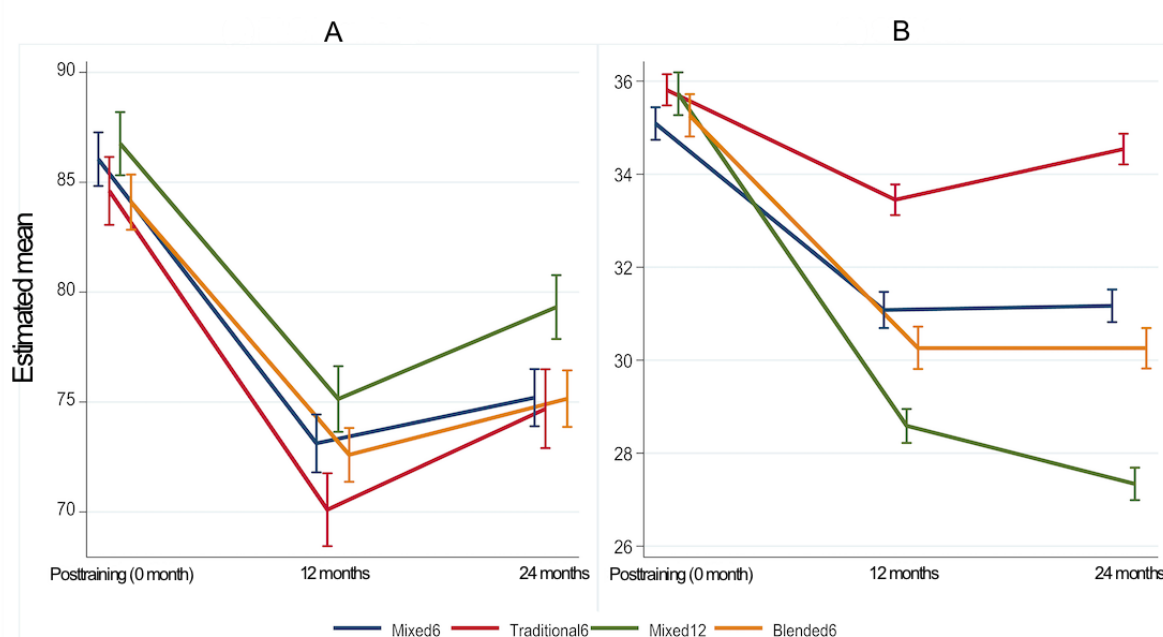 A
B
Estimated mean
90
85
80
75
70
36
34
32
30
28
26
Posttraining (0 month) 12 months 24 months
Posttraining (0 month) 12 months 24 months
Mixed6 Traditional6 Mixed12 Blended6